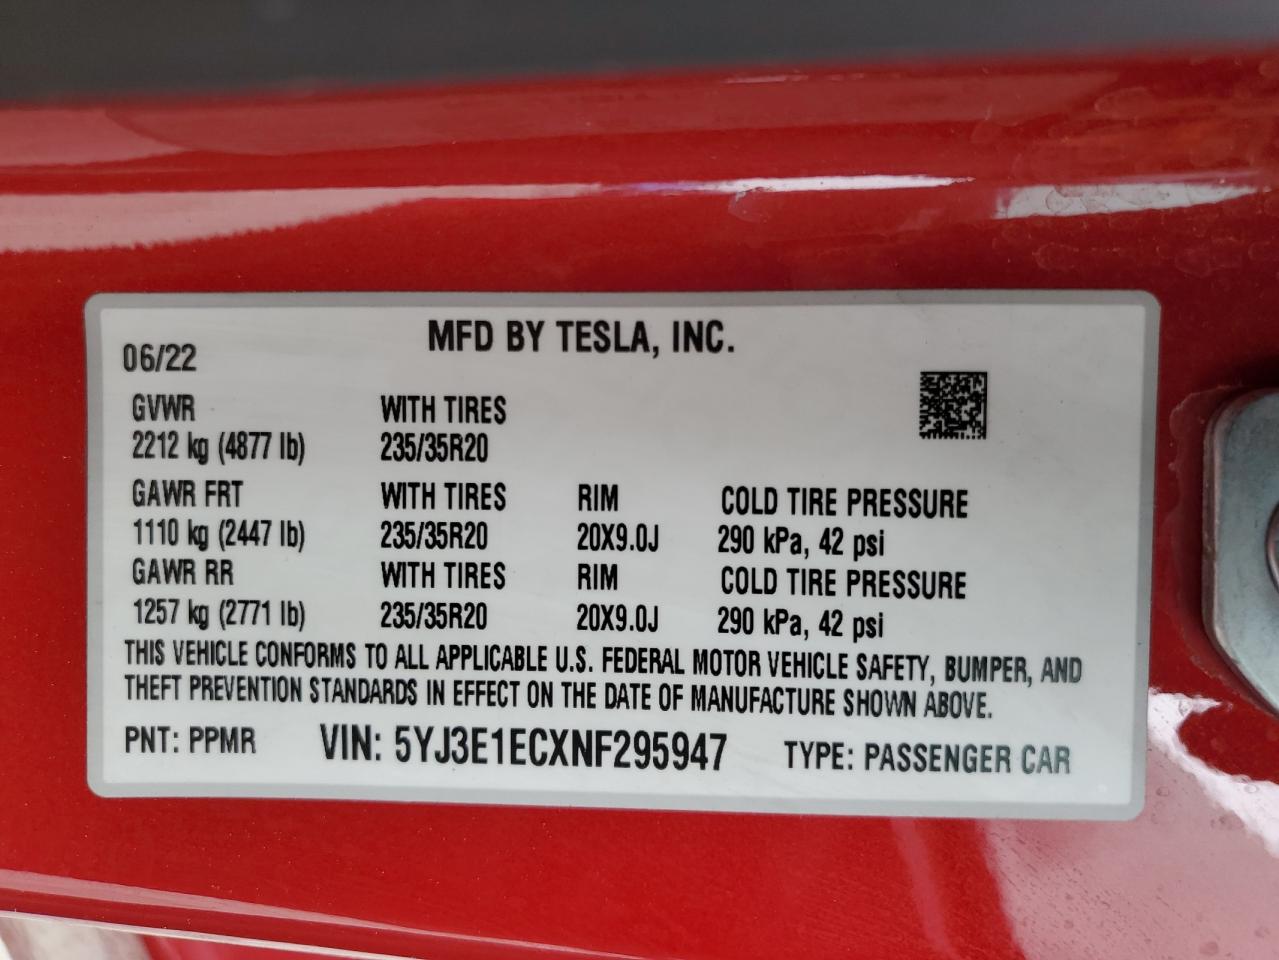 MFD BY TESLA, INC.
06/22
GVWR WITH TIRES
2212 kg (4877 lb) 235/35R20
GAWR FRT WITH TIRES RIM COLD TIRE PRESSURE
1110 kg (2447 lb) 235/35R20 20X9.0J 290 kPa, 42 psi
GAWR RR WITH TIRES RIM COLD TIRE PRESSURE
1257 kg (2771 lb) 235/35R20 20X9.0J 290 kPa, 42 psi
THIS VEHICLE CONFORMS TO ALL APPLICABLE U.S. FEDERAL MOTOR VEHICLE SAFETY, BUMPER, AND
THEFT PREVENTION STANDARDS IN EFFECT ON THE DATE OF MANUFACTURE SHOWN ABOVE.
PNT: PPMR VIN: 5YJ3E1ECXNF295947 TYPE: PASSENGER CAR